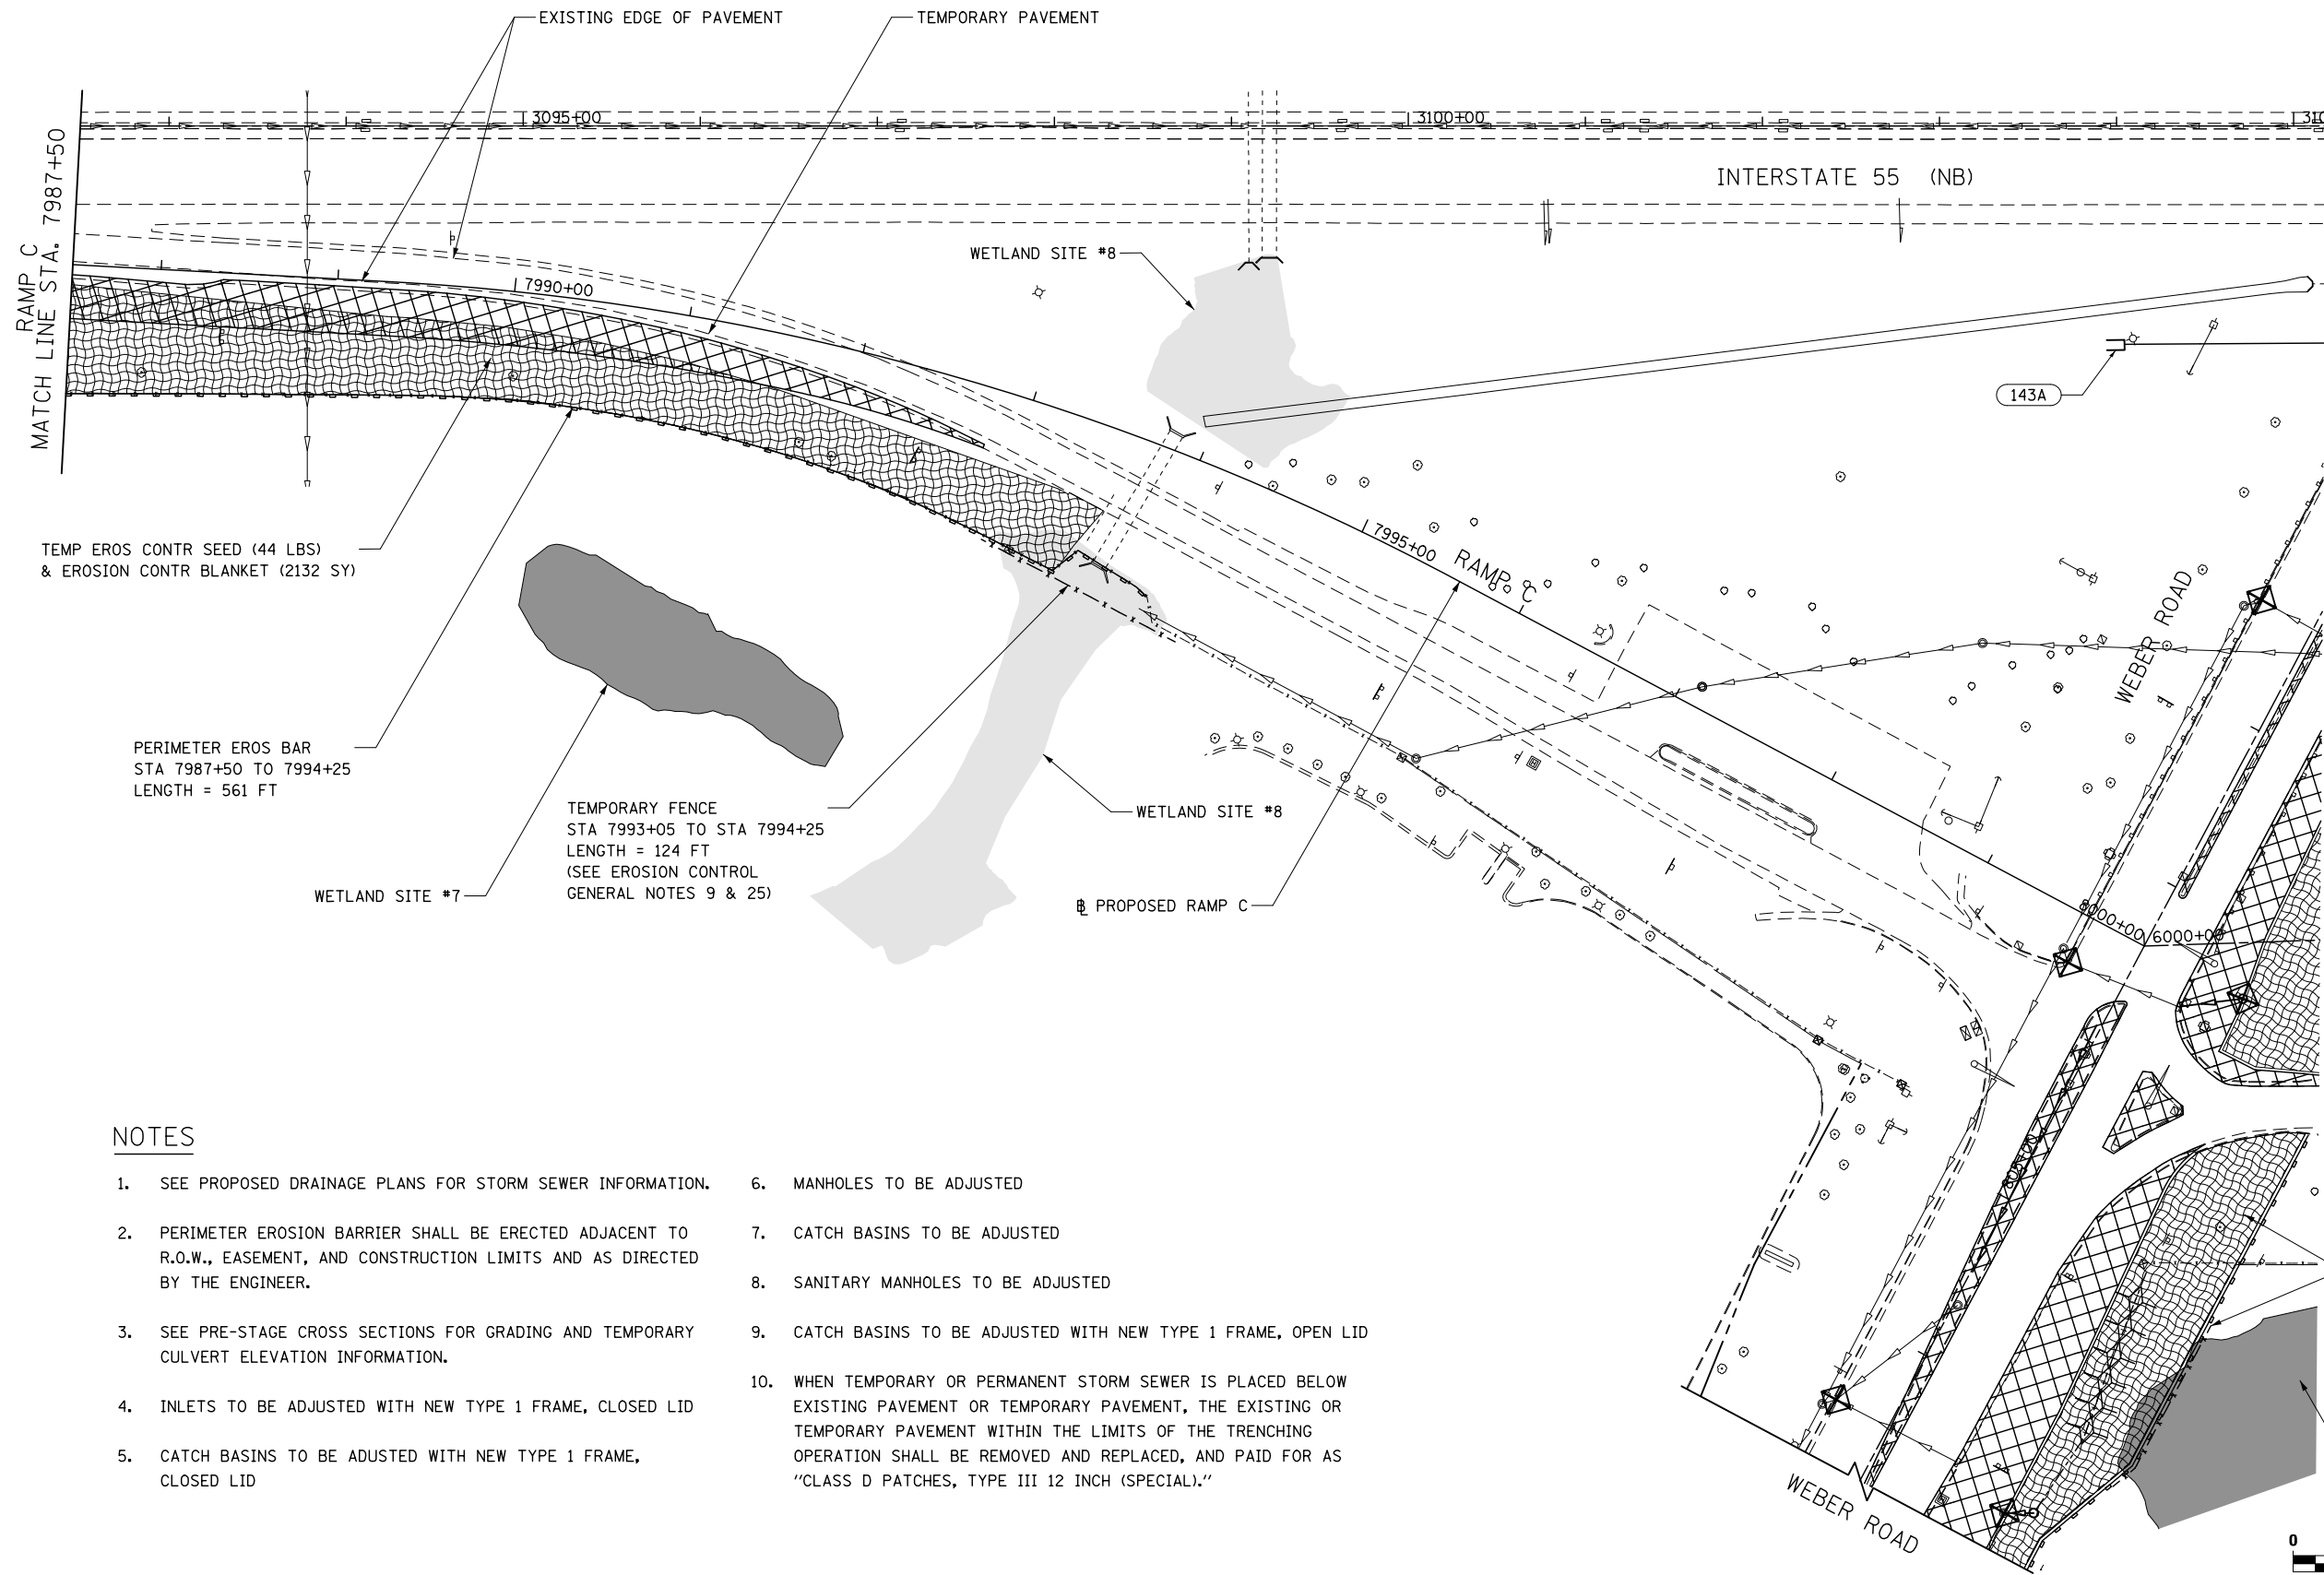 EXISTING EDGE OF PAVEMENT
TEMPORARY PAVEMENT
3095+00
3100+00
INTERSTATE 55 (NB)
RAMP C
MATCH LINE STA. 7987+50
7990+00
WETLAND SITE #8
143A
7995+00
RAMP C
WEBER ROAD
TEMP EROS CONTR SEED (44 LBS)
& EROSION CONTR BLANKET (2132 SY)
PERIMETER EROS BAR
STA 7987+50 TO 7994+25
LENGTH = 561 FT
TEMPORARY FENCE
STA 7993+05 TO STA 7994+25
LENGTH = 124 FT
(SEE EROSION CONTROL
GENERAL NOTES 9 & 25)
WETLAND SITE #8
WETLAND SITE #7
BL PROPOSED RAMP C
8000+00
6000+00
NOTES
1. SEE PROPOSED DRAINAGE PLANS FOR STORM SEWER INFORMATION.
2. PERIMETER EROSION BARRIER SHALL BE ERECTED ADJACENT TO
R.O.W., EASEMENT, AND CONSTRUCTION LIMITS AND AS DIRECTED
BY THE ENGINEER.
3. SEE PRE-STAGE CROSS SECTIONS FOR GRADING AND TEMPORARY
CULVERT ELEVATION INFORMATION.
4. INLETS TO BE ADJUSTED WITH NEW TYPE 1 FRAME, CLOSED LID
5. CATCH BASINS TO BE ADUSTED WITH NEW TYPE 1 FRAME,
CLOSED LID
6. MANHOLES TO BE ADJUSTED
7. CATCH BASINS TO BE ADJUSTED
8. SANITARY MANHOLES TO BE ADJUSTED
9. CATCH BASINS TO BE ADJUSTED WITH NEW TYPE 1 FRAME, OPEN LID
10. WHEN TEMPORARY OR PERMANENT STORM SEWER IS PLACED BELOW
EXISTING PAVEMENT OR TEMPORARY PAVEMENT, THE EXISTING OR
TEMPORARY PAVEMENT WITHIN THE LIMITS OF THE TRENCHING
OPERATION SHALL BE REMOVED AND REPLACED, AND PAID FOR AS
"CLASS D PATCHES, TYPE III 12 INCH (SPECIAL)."
WEBER ROAD
0